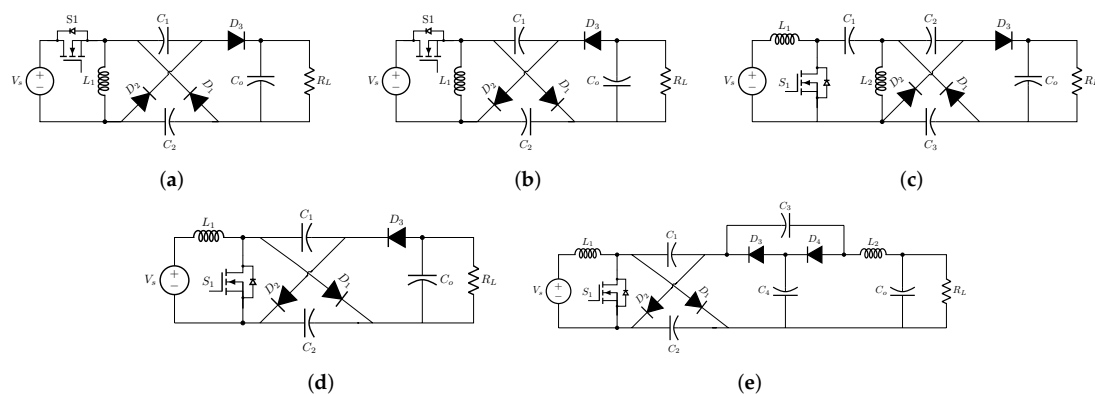 S1
C1
D3
Vs
L1
D2
D1
Co
RL
C2
(a)
S1
C1
D3
Vs
L1
D2
D1
Co
RL
C2
(b)
L1
C1
C2
D3
Vs
S1
L2
D2
D1
Co
RL
C3
(c)
L1
C1
D3
Vs
S1
D2
D1
Co
RL
C2
(d)
C3
L1
C1
D3
D4
L2
Vs
S1
D2
D1
C4
Co
RL
C2
(e)